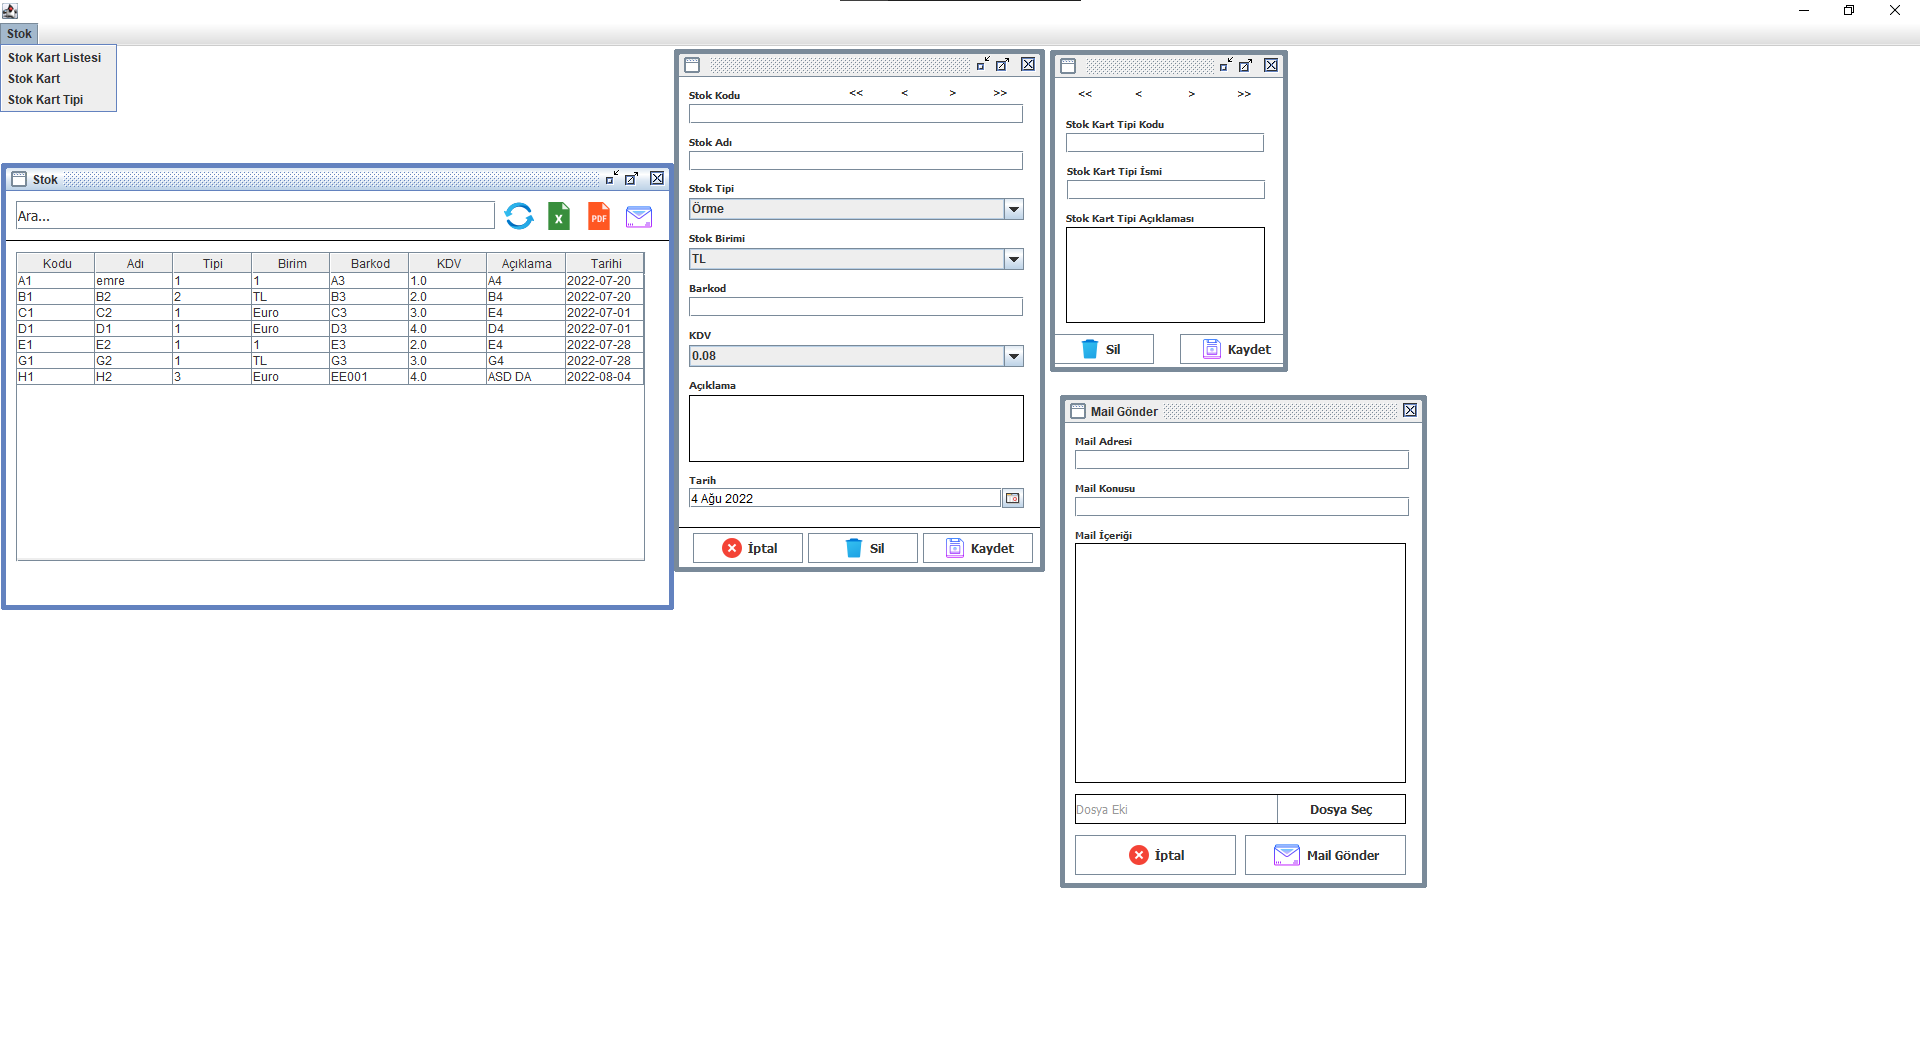 Stok
Stok Kart Listesi
Stok Kart
Stok Kart Tipi
Stok
Ara...
X
PDF
Kodu Adı Tipi Birim Barkod KDV Açıklama Tarihi
A1 emre 1 1 A3 1.0 A4 2022-07-20
B1 B2 2 TL B3 2.0 B4 2022-07-20
C1 C2 1 Euro C3 3.0 E4 2022-07-01
D1 D1 1 Euro D3 4.0 D4 2022-07-01
E1 E2 1 1 E3 2.0 E4 2022-07-28
G1 G2 1 TL G3 3.0 G4 2022-07-28
H1 H2 3 Euro EE001 4.0 ASD DA 2022-08-04
Stok Kodu << < > >>
Stok Adı
Stok Tipi
Örme
Stok Birimi
TL
Barkod
KDV
0.08
Açıklama
Tarih
4 Ağu 2022
İptal Sil Kaydet
<< < > >>
Stok Kart Tipi Kodu
Stok Kart Tipi İsmi
Stok Kart Tipi Açıklaması
Sil Kaydet
Mail Gönder
Mail Adresi
Mail Konusu
Mail İçeriği
Dosya Eki Dosya Seç
İptal Mail Gönder